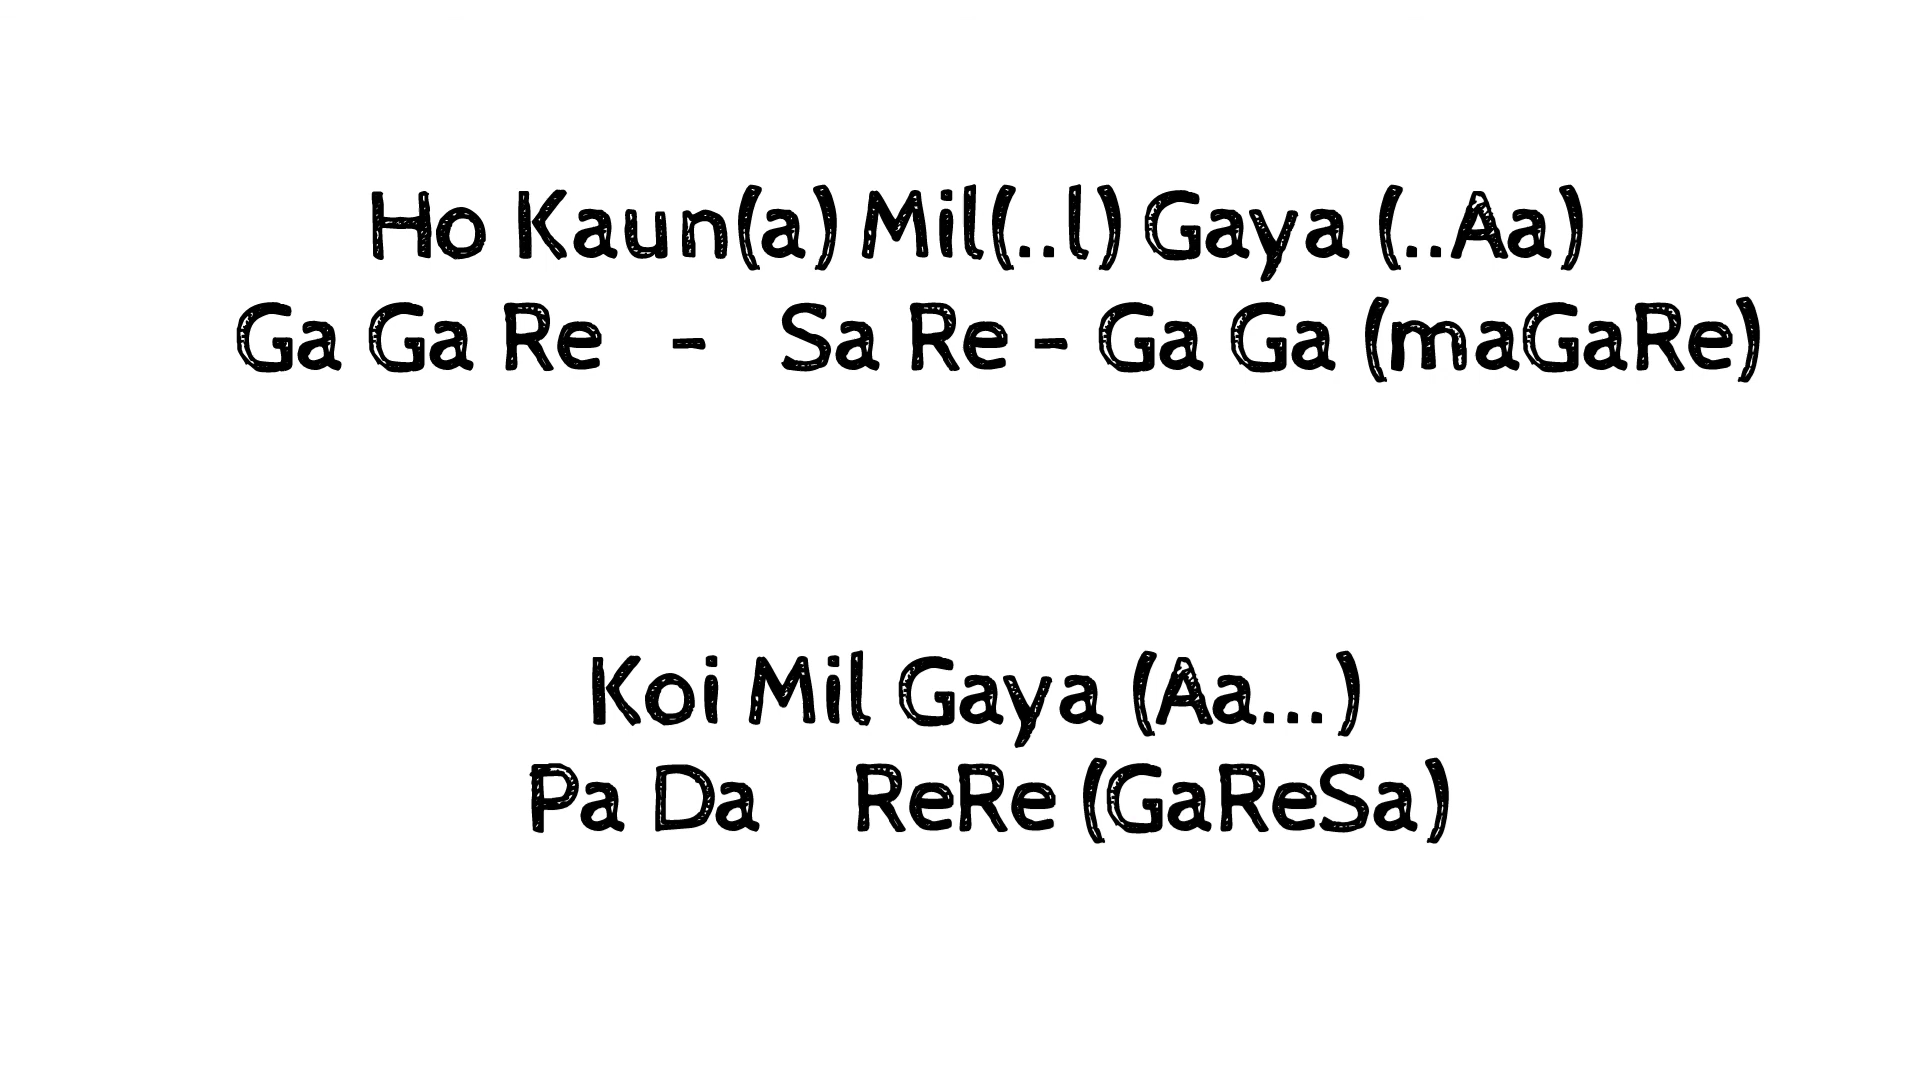 Ho Kaun(a) Mil(..l) Gaya (..Aa)
Ga Ga Re - Sa Re - Ga Ga (maGaRe)
Koi Mil Gaya (Aa...)
Pa Da ReRe (GaReSa)